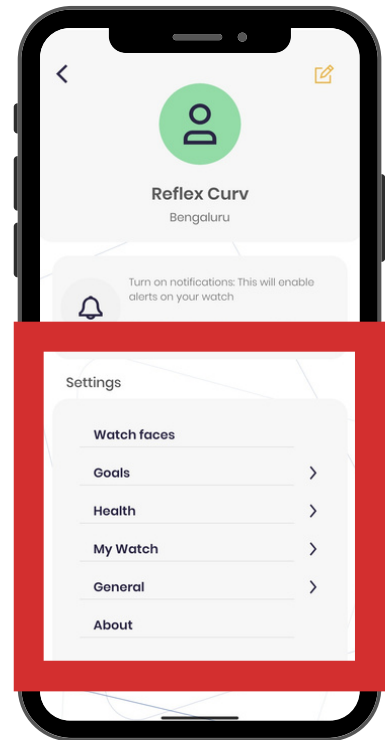 Reflex Curv
Bengaluru
Turn on notifications: This will enable
alerts on your watch
Settings
Watch faces
Goals
Health
My Watch
General
About